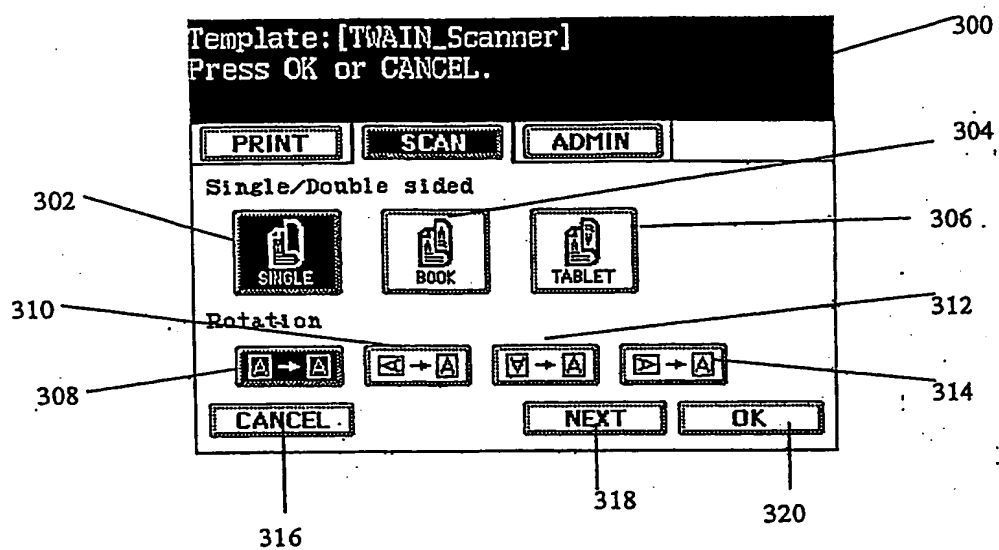 Template:[TWAIN_Scanner]
300
Press OK or CANCEL.
PRINT SCAN ADMIN
304
Single/Double sided
302
306
SINGLE BOOK TABLET
310
312
Rotation
A → A A → A A → A A → A
308
314
CANCEL NEXT OK
318
320
316